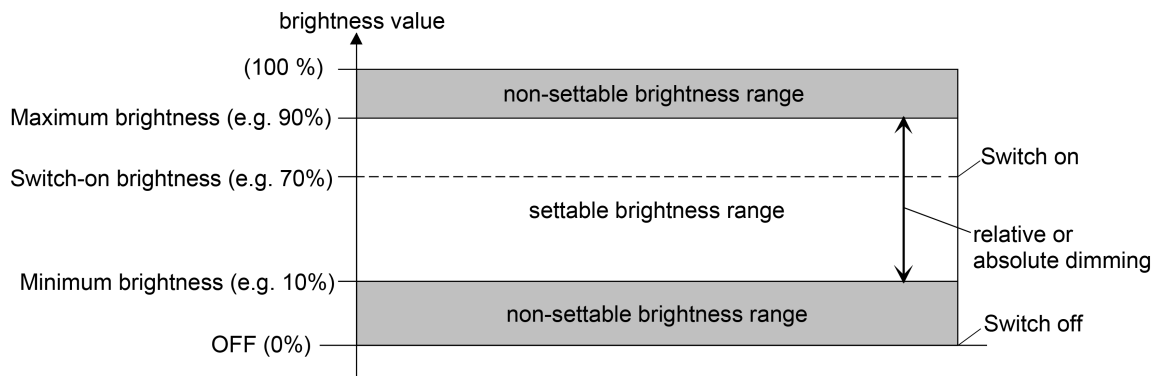 brightness value
(100 %)
non-settable brightness range
Maximum brightness (e.g. 90%)
Switch on
Switch-on brightness (e.g. 70%)
settable brightness range
relative or
absolute dimming
Minimum brightness (e.g. 10%)
non-settable brightness range
Switch off
OFF (0%)